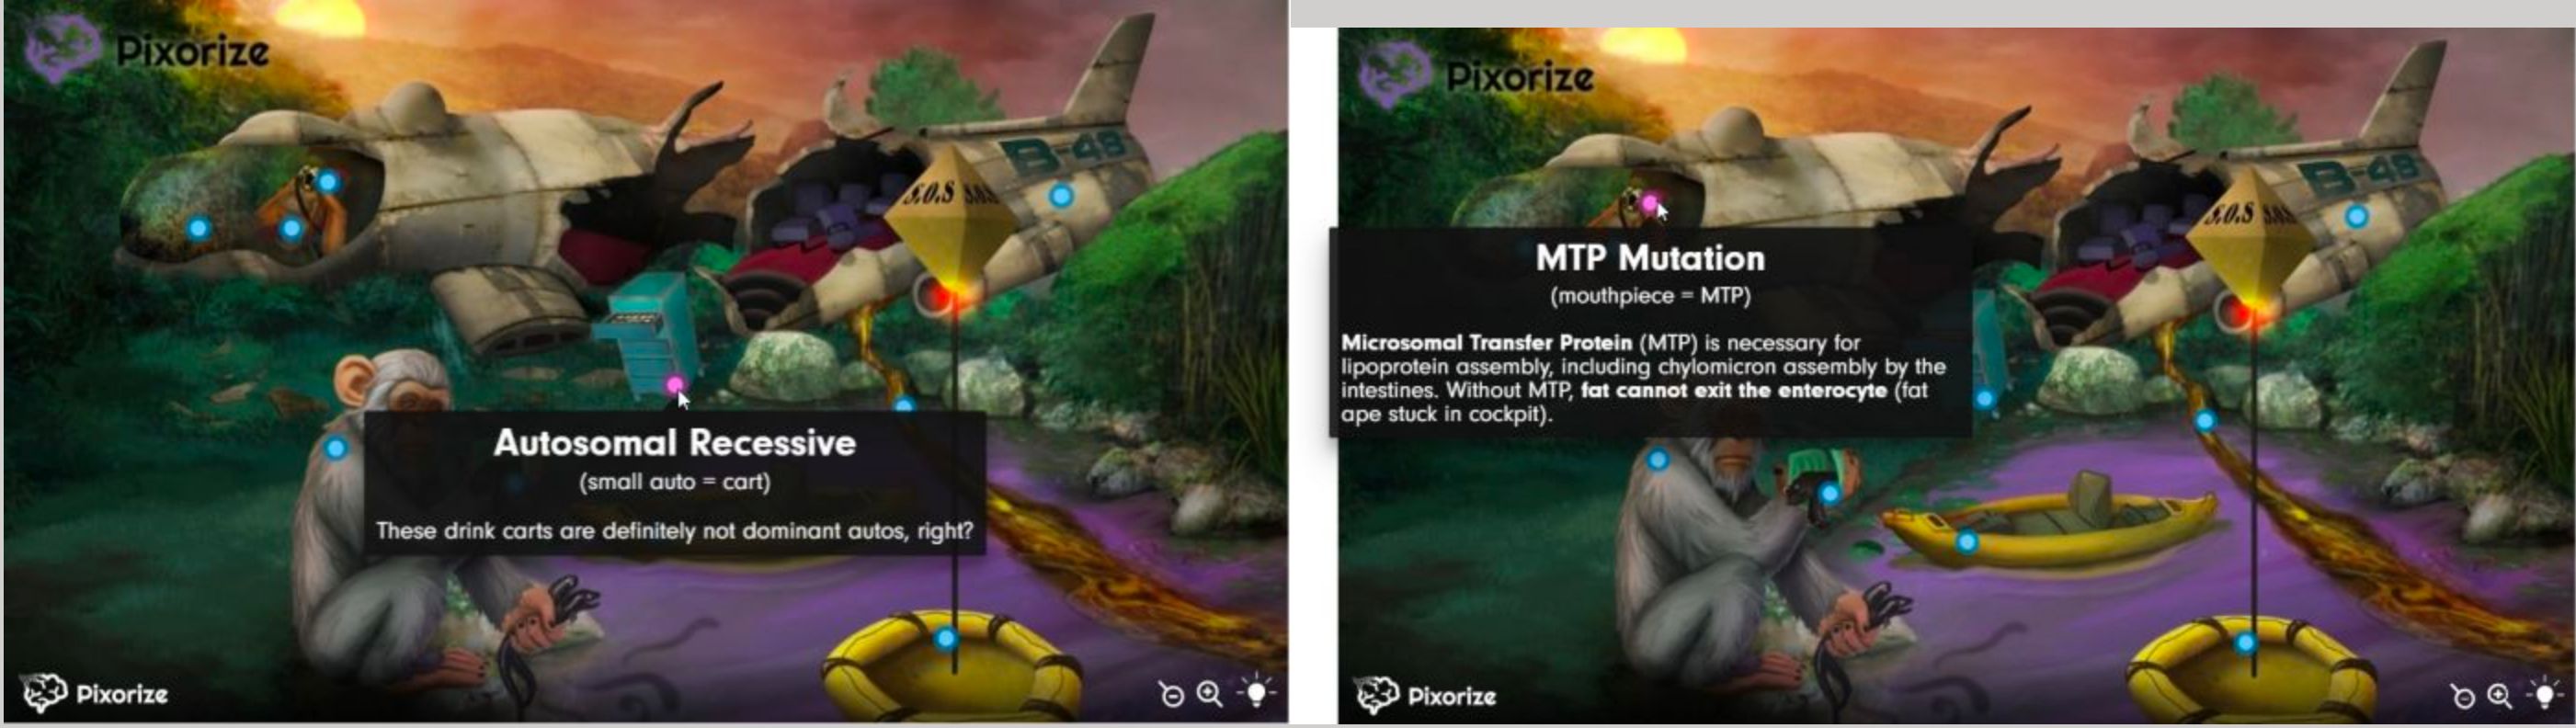 Pixorize
B-48
S.O.S S.O.S
Autosomal Recessive
(small auto = cart)
These drink carts are definitely not dominant autos, right?
Pixorize
Pixorize
B-48
S.O.S S.O.S
MTP Mutation
(mouthpiece = MTP)
Microsomal Transfer Protein (MTP) is necessary for
lipoprotein assembly, including chylomicron assembly by the
intestines. Without MTP, fat cannot exit the enterocyte (fat
ape stuck in cockpit).
Pixorize